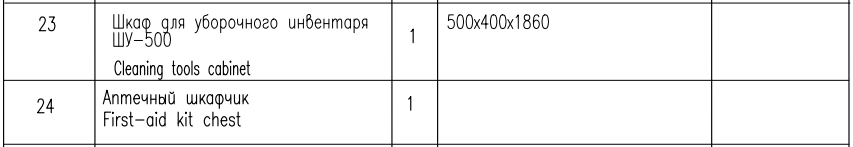 23
Шкаф для уборочного инвентаря
ШУ-500
Cleaning tools cabinet
1
500x400x1860
24
Аптечный шкафчик
First-aid kit chest
1